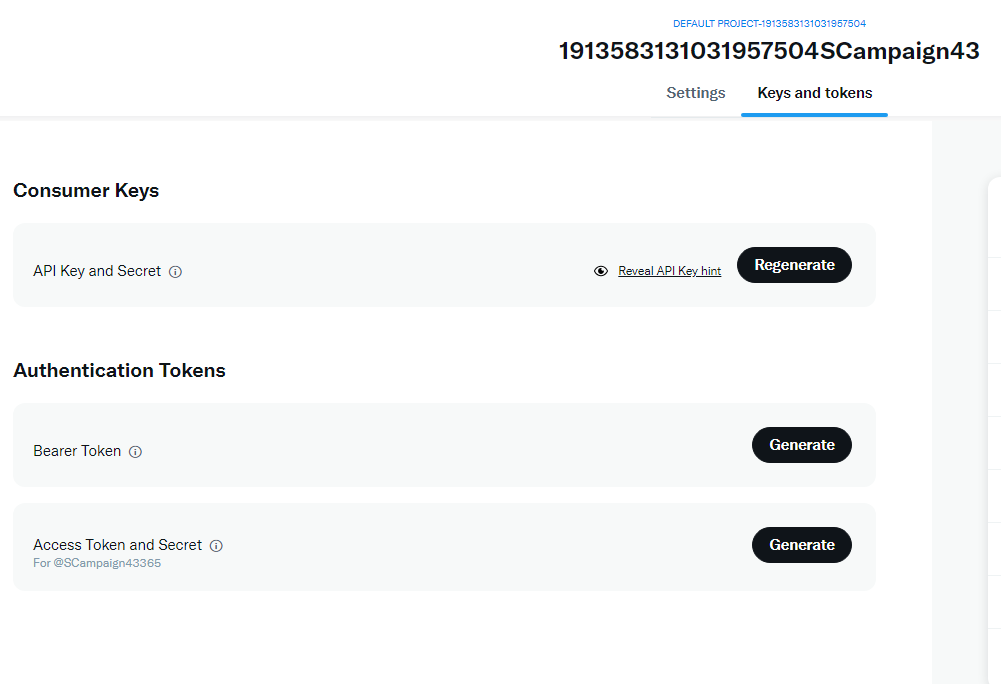 DEFAULT PROJECT-1913583131031957504
1913583131031957504SCampaign43
Settings
Keys and tokens
Consumer Keys
API Key and Secret
Reveal API Key hint
Regenerate
Authentication Tokens
Bearer Token
Generate
Access Token and Secret
For @SCampaign43365
Generate